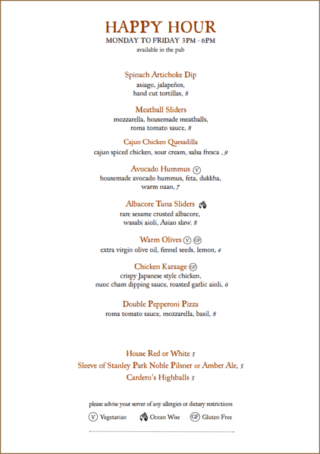 HAPPY HOUR
MONDAY TO FRIDAY 3PM - 6PM
available in the pub
Spinach Artichoke Dip
asiago, jalapeños,
hand cut tortillas. 8
Meatball Sliders
mozzarella, housemade meatballs,
roma tomato sauce, 8
Cajun Chicken Quesadilla
cajun spiced chicken, sour cream, salsa fresca , 9
Avocado Hummus V
housemade avocado hummus, feta, dukkha,
warm naan, 7
Albacore Tuna Sliders
rare sesame crusted albacore,
wasabi aioli, Asian slaw. 8
Warm Olives V GF
extra virgin olive oil, fennel seeds, lemon, 4
Chicken Karaage GF
crispy Japanese style chicken,
nuoc cham dipping sauce, roasted garlic aioli, 6
Double Pepperoni Pizza
roma tomato sauce, mozzarella, basil, 8
House Red or White 5
Sleeve of Stanley Park Noble Pilsner or Amber Ale, 5
Cardero's Highballs 5
please advise your server of any allergies or dietary restrictions
V Vegetarian Ocean Wise GF Gluten Free